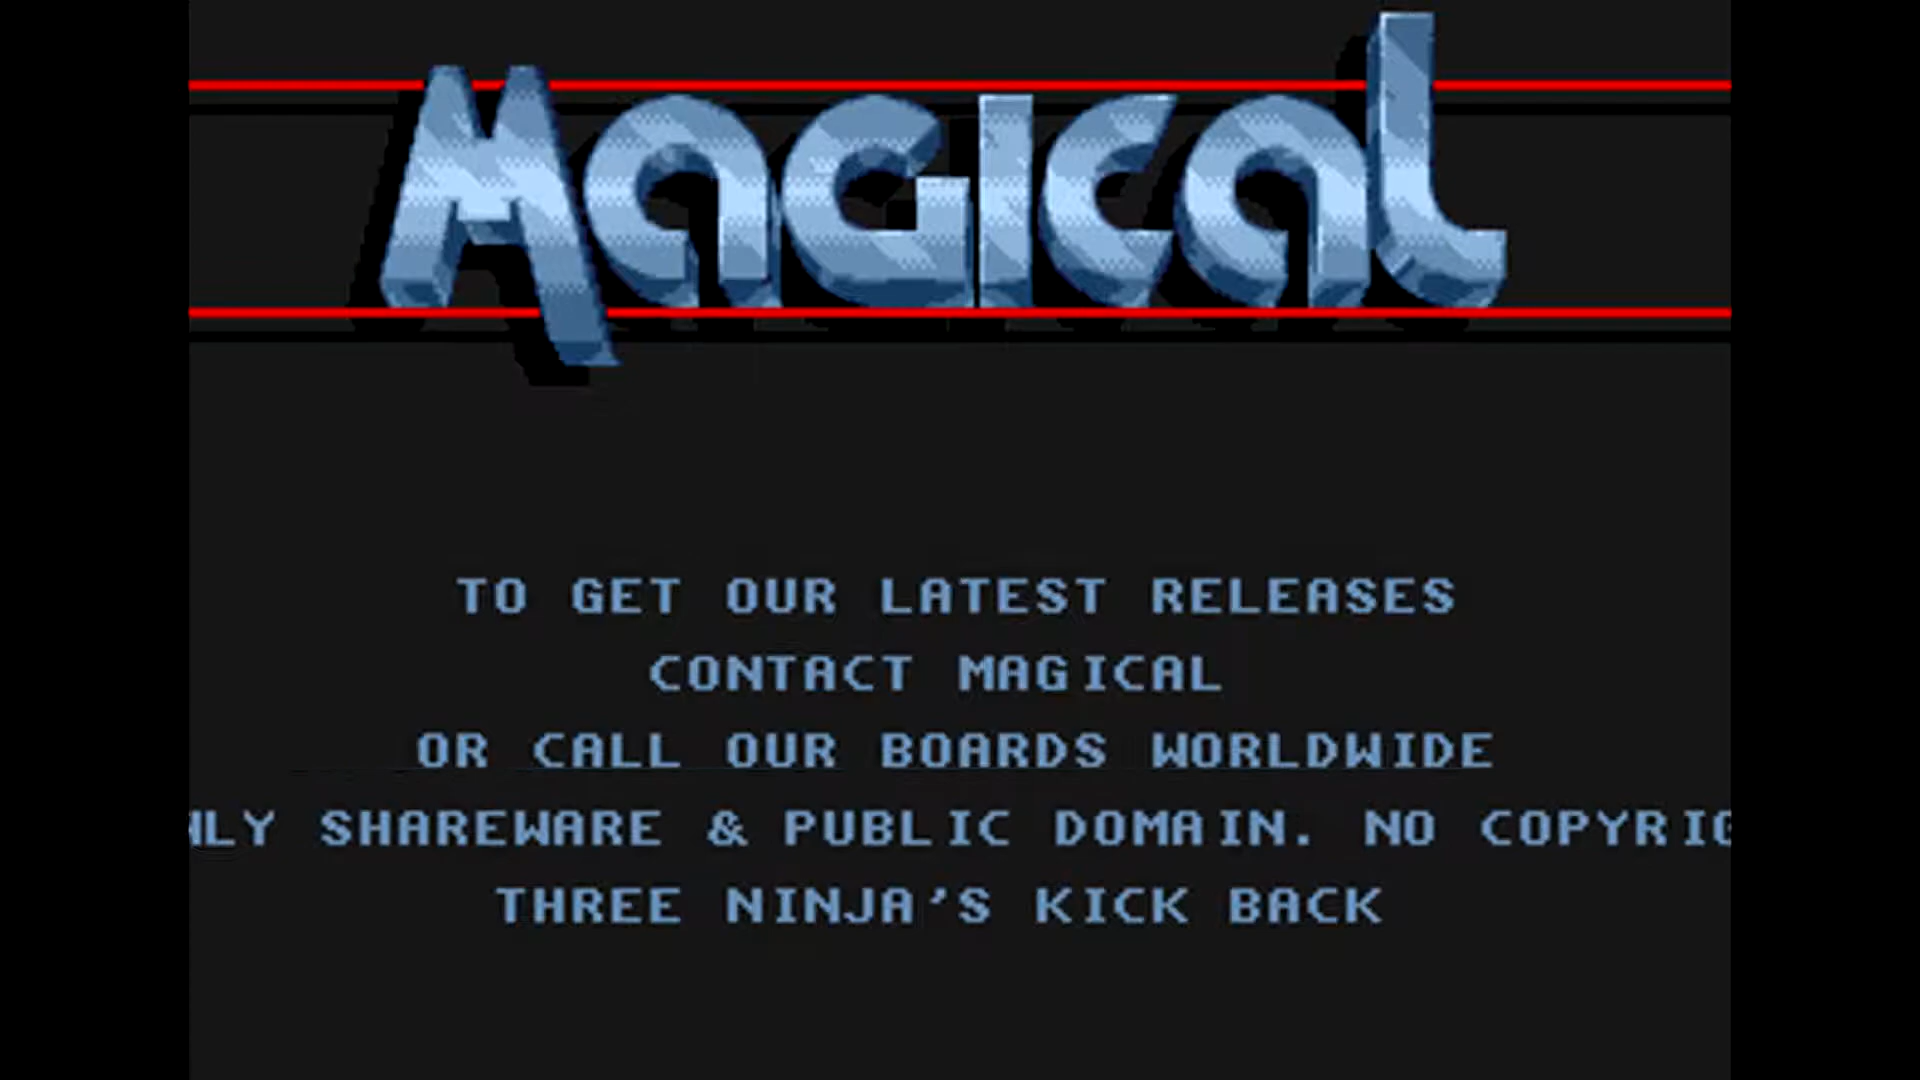 MAGICAL
TO GET OUR LATEST RELEASES
CONTACT MAGICAL
OR CALL OUR BOARDS WORLDWIDE
LY SHAREWARE & PUBLIC DOMAIN. NO COPYRIG
THREE NINJA'S KICK BACK